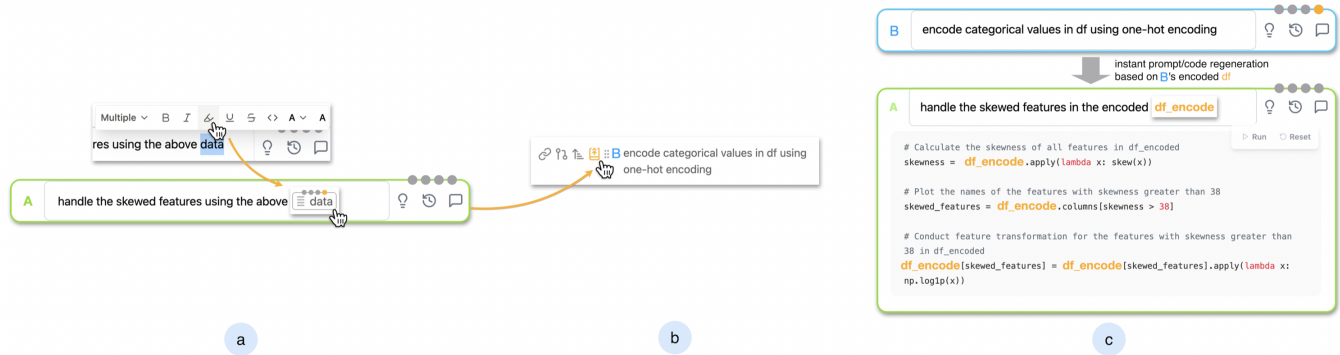 Multiple B I U S <> A A
res using the above data
A handle the skewed features using the above data
B encode categorical values in df using
one-hot encoding
B encode categorical values in df using one-hot encoding
instant prompt/code regeneration
based on B's encoded df
A handle the skewed features in the encoded df_encode
Run Reset
# Calculate the skewness of all features in df_encoded
skewness = df_encode.apply(lambda x: skew(x))
# Plot the names of the features with skewness greater than 38
skewed_features = df_encode.columns[skewness > 38]
# Conduct feature transformation for the features with skewness greater than
38 in df_encoded
df_encode[skewed_features] = df_encode[skewed_features].apply(lambda x:
np.log1p(x))
a
b
c